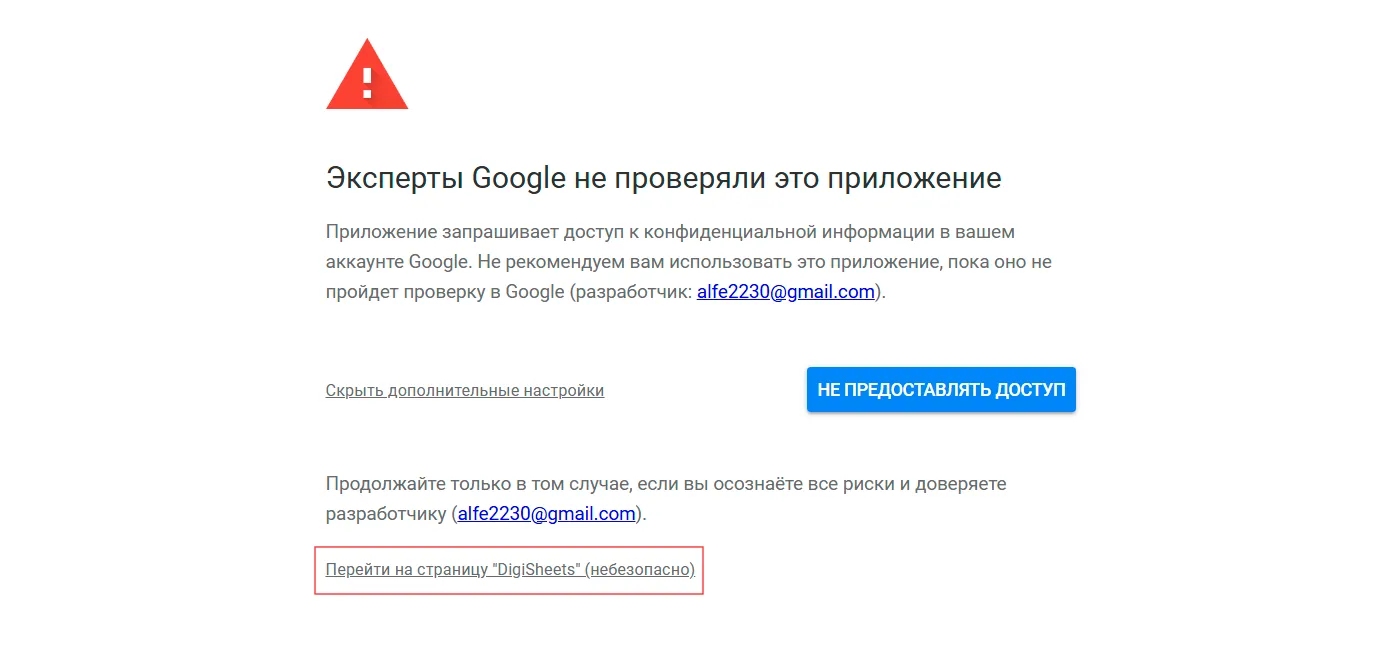 Эксперты Google не проверяли это приложение
Приложение запрашивает доступ к конфиденциальной информации в вашем
аккаунте Google. Не рекомендуем вам использовать это приложение, пока оно не
пройдет проверку в Google (разработчик: alfe2230@gmail.com).
Скрыть дополнительные настройки
НЕ ПРЕДОСТАВЛЯТЬ ДОСТУП
Продолжайте только в том случае, если вы осознаёте все риски и доверяете
разработчику (alfe2230@gmail.com).
Перейти на страницу "DigiSheets" (небезопасно)